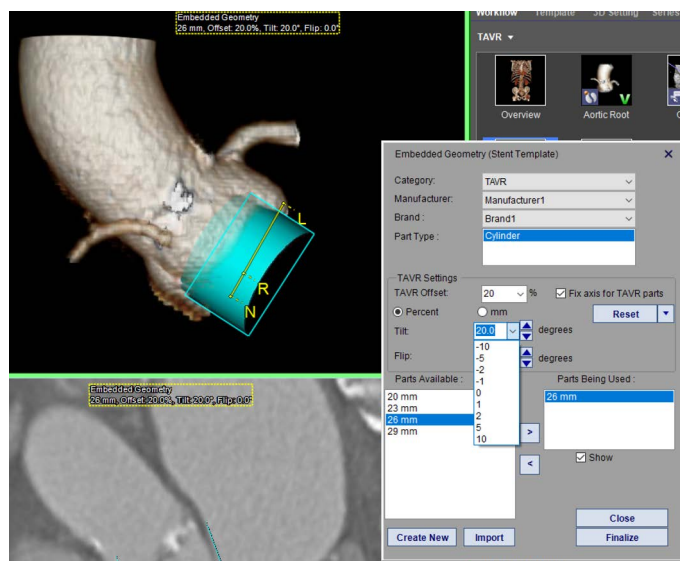 Embedded Geometry
26 mm, Offset: 20.0%, Tilt: 20.0°, Flip: 0.0°
L
R
N
Workflow Template 3D Setting Series
TAVR
Overview
Aortic Root
V
Embedded Geometry (Stent Template)
Category: TAVR
Manufacturer: Manufacturer1
Brand : Brand1
Part Type : Cylinder
TAVR Settings
TAVR Offset: 20 % Fix axis for TAVR parts
Percent mm Reset
Tilt: 20.0 degrees
-10
-5
-2
-1
0
1
2
5
10
Flip: degrees
Parts Available :
20 mm
23 mm
26 mm
29 mm
>
<
Parts Being Used :
26 mm
Show
Close
Create New Import Finalize
Embedded Geometry
26 mm, Offset: 20.0%, Tilt: 20.0°, Flip: 0.0°